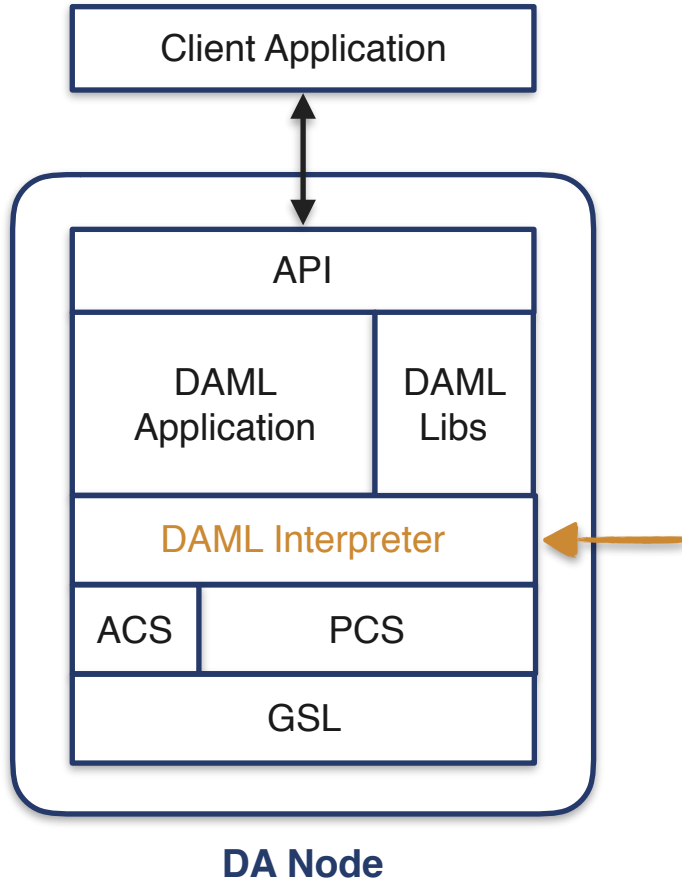 Client Application
API
DAML
Application
DAML
Libs
DAML Interpreter
ACS
PCS
GSL
DA Node